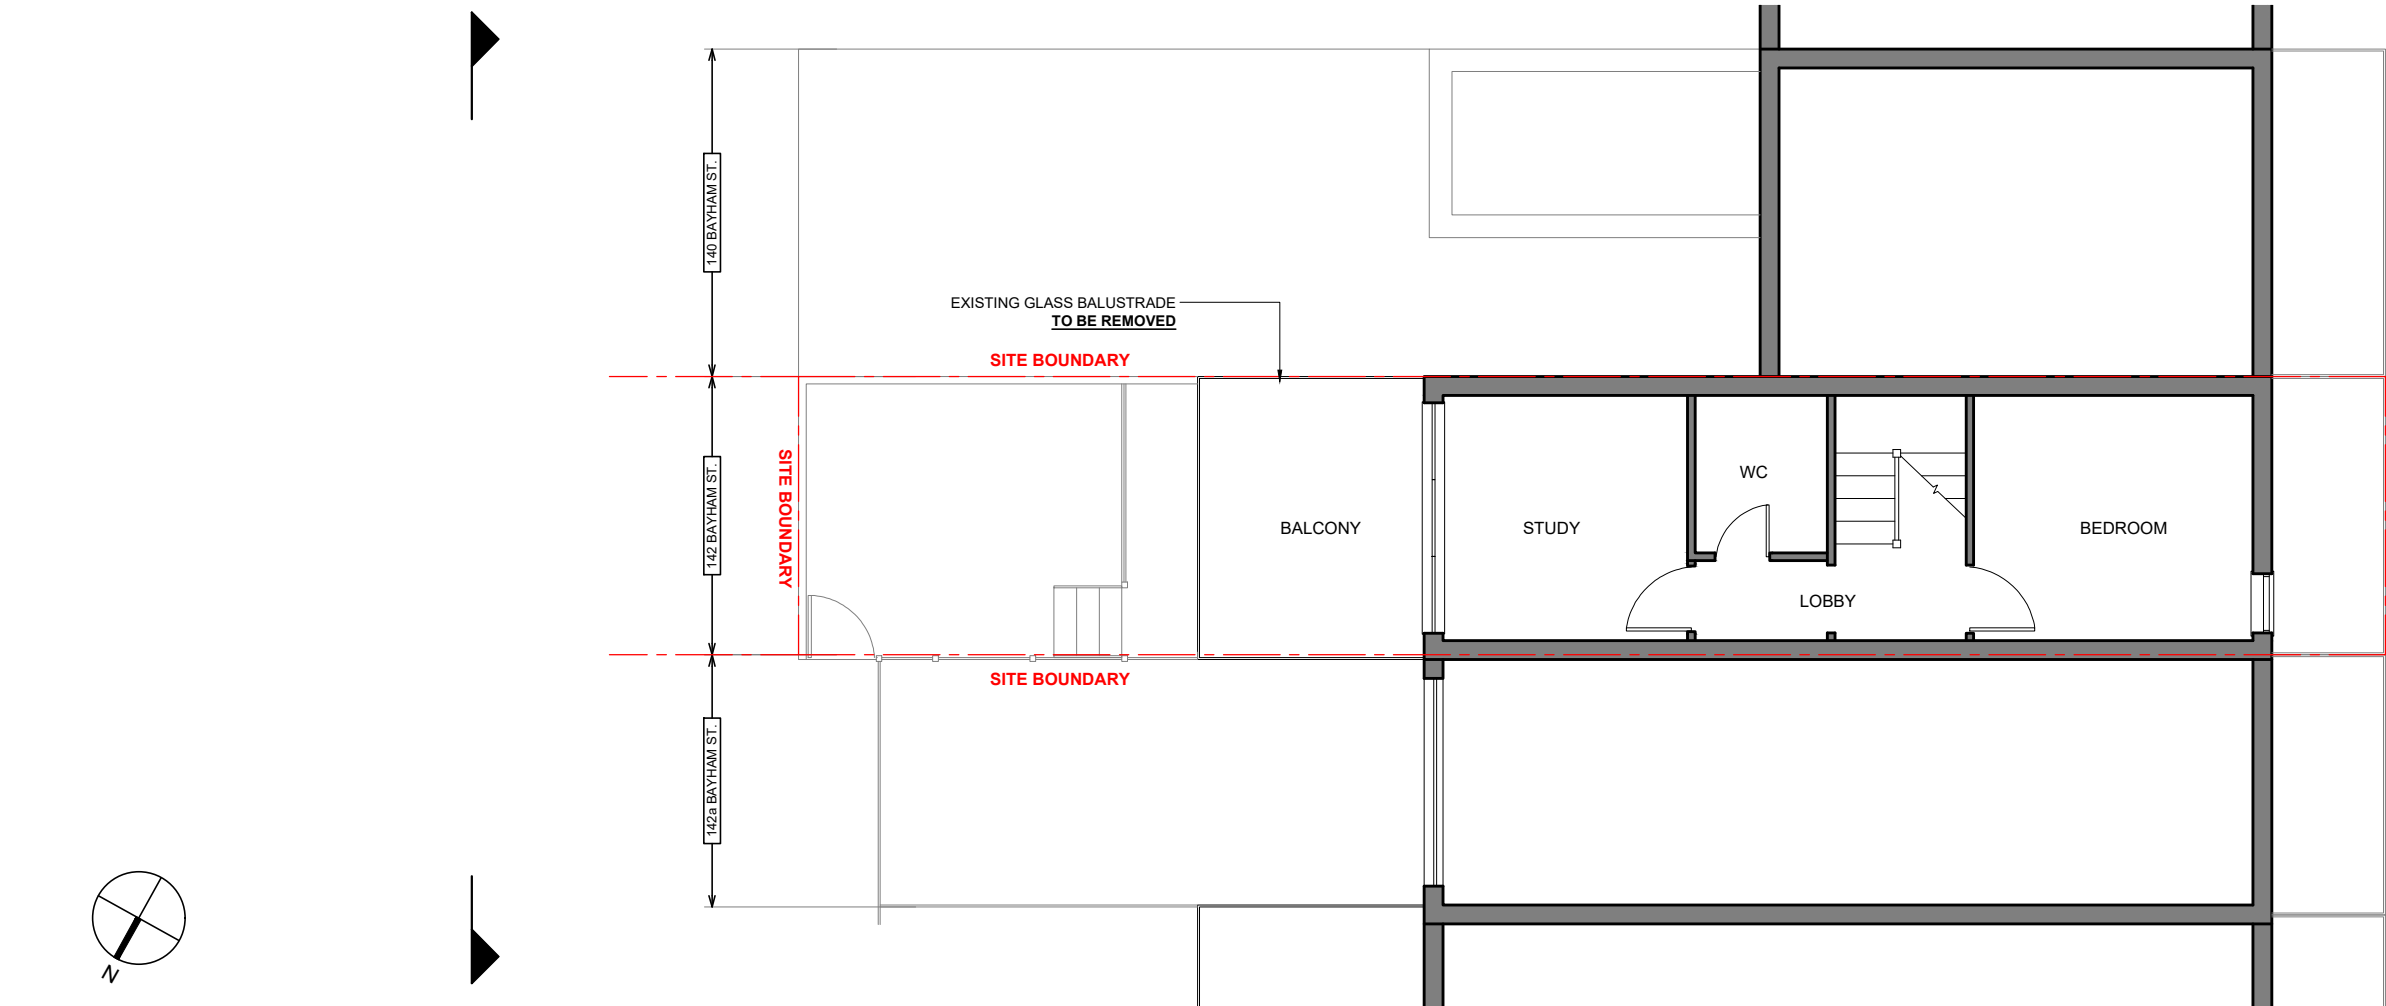 140 BAYHAM ST.
EXISTING GLASS BALUSTRADE
TO BE REMOVED
SITE BOUNDARY
142 BAYHAM ST.
SITE BOUNDARY
BALCONY
STUDY
WC
LOBBY
BEDROOM
SITE BOUNDARY
142a BAYHAM ST.
N